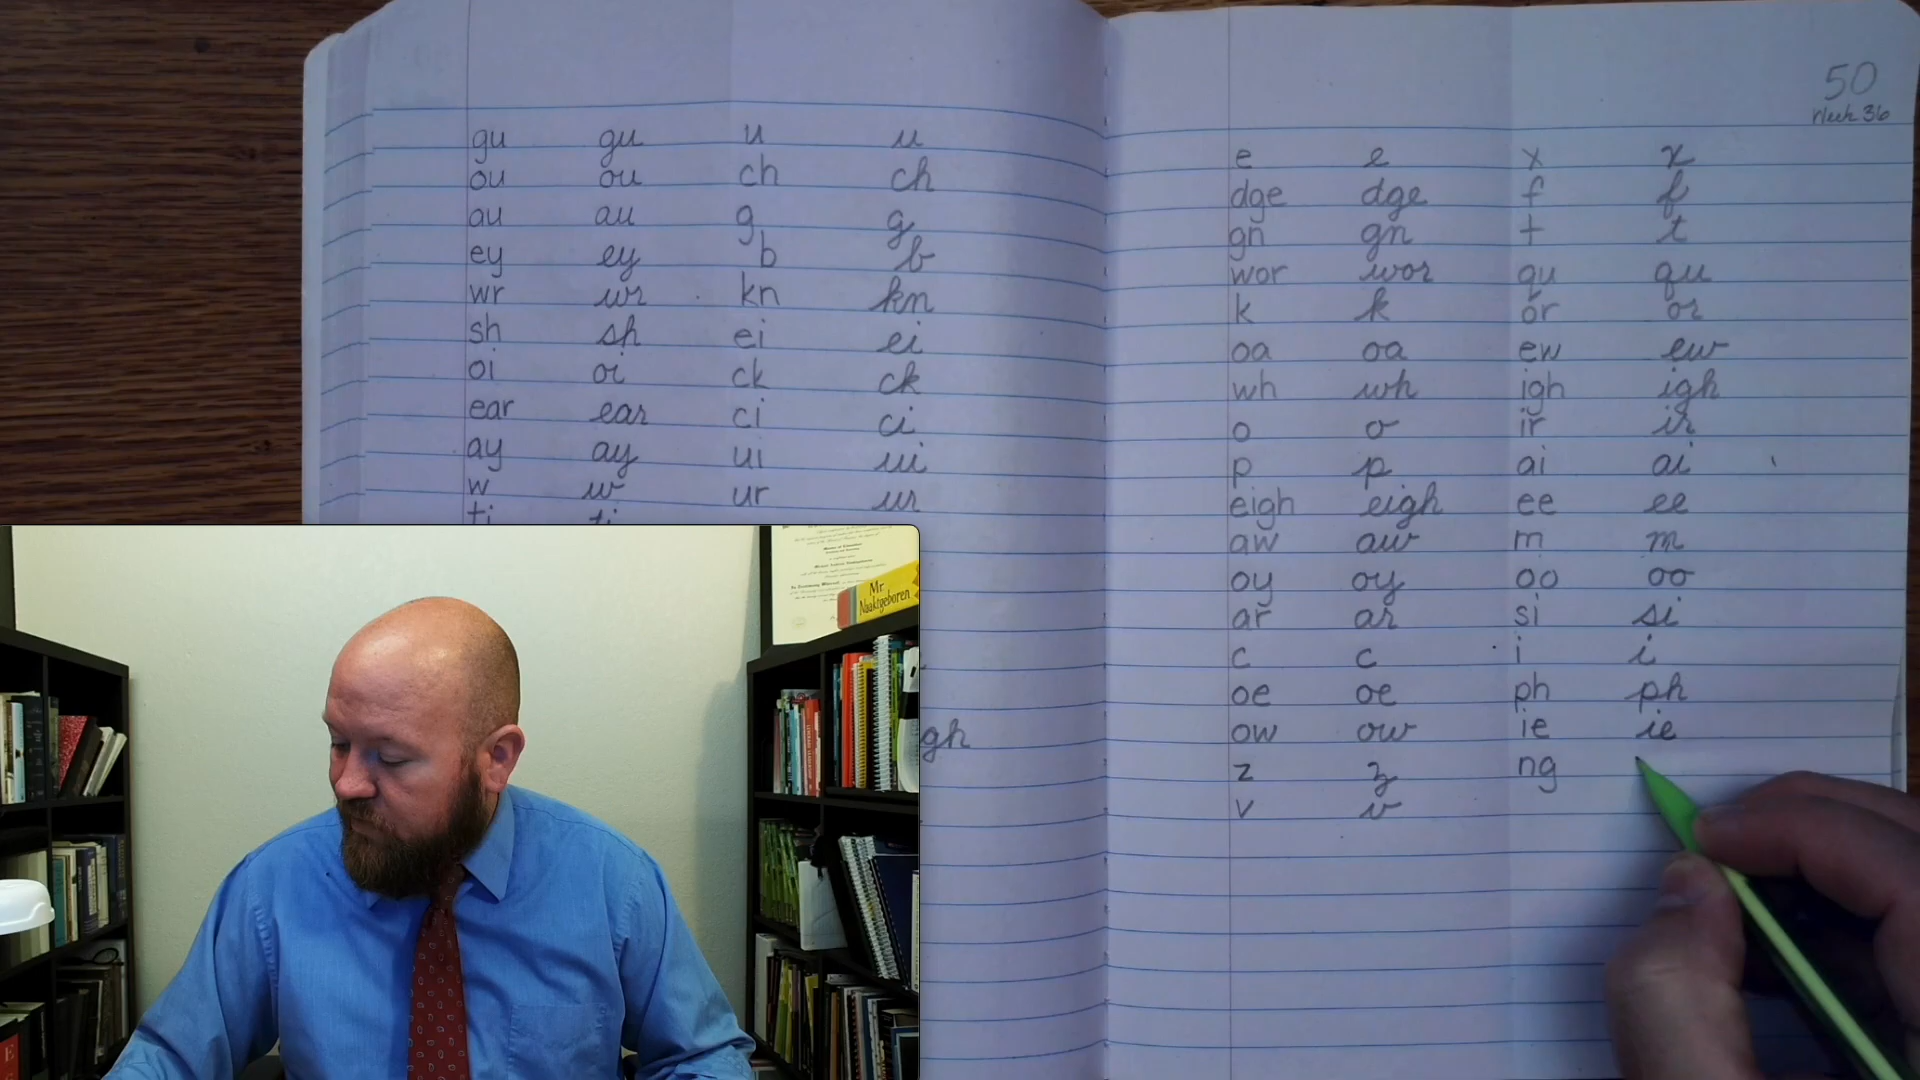 gu gu u u
ou ou ch ch
au au g g
ey ey b b
wr wr kn kn
sh sh ei ei
oi oi ck ck
ear ear ci ci
ay ay ui ui
w w ur ur
ti ti
gh
50
Week 36
e e x x
dge dge f f
gn gn t t
wor wor qu qu
k k or or
oa oa ew ew
wh wh igh igh
o o ir ir
p p ai ai
eigh eigh ee ee
aw aw m m
oy oy oo oo
ar ar si si
c c i i
oe oe ph ph
ow ow ie ie
z z ng
v v
Mr.
Naaktgeboren